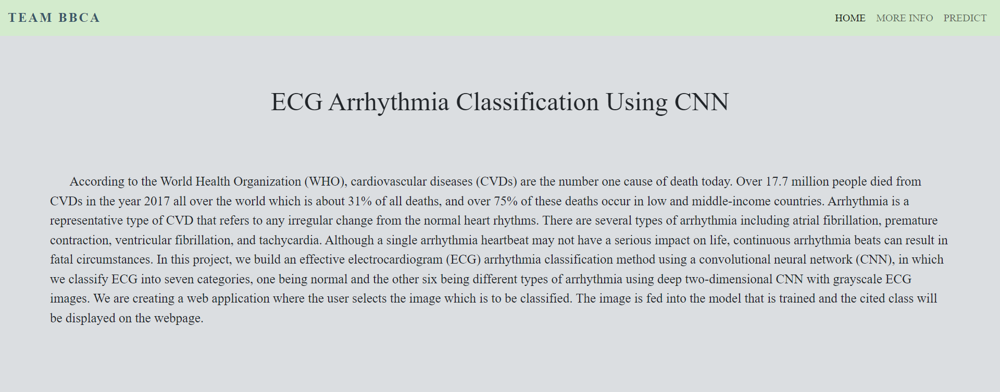 TEAM BBCA
HOME MORE INFO PREDICT
ECG Arrhythmia Classification Using CNN
According to the World Health Organization (WHO), cardiovascular diseases (CVDs) are the number one cause of death today. Over 17.7 million people died from
CVDs in the year 2017 all over the world which is about 31% of all deaths, and over 75% of these deaths occur in low and middle-income countries. Arrhythmia is a
representative type of CVD that refers to any irregular change from the normal heart rhythms. There are several types of arrhythmia including atrial fibrillation, premature
contraction, ventricular fibrillation, and tachycardia. Although a single arrhythmia heartbeat may not have a serious impact on life, continuous arrhythmia beats can result in
fatal circumstances. In this project, we build an effective electrocardiogram (ECG) arrhythmia classification method using a convolutional neural network (CNN), in which
we classify ECG into seven categories, one being normal and the other six being different types of arrhythmia using deep two-dimensional CNN with grayscale ECG
images. We are creating a web application where the user selects the image which is to be classified. The image is fed into the model that is trained and the cited class will
be displayed on the webpage.